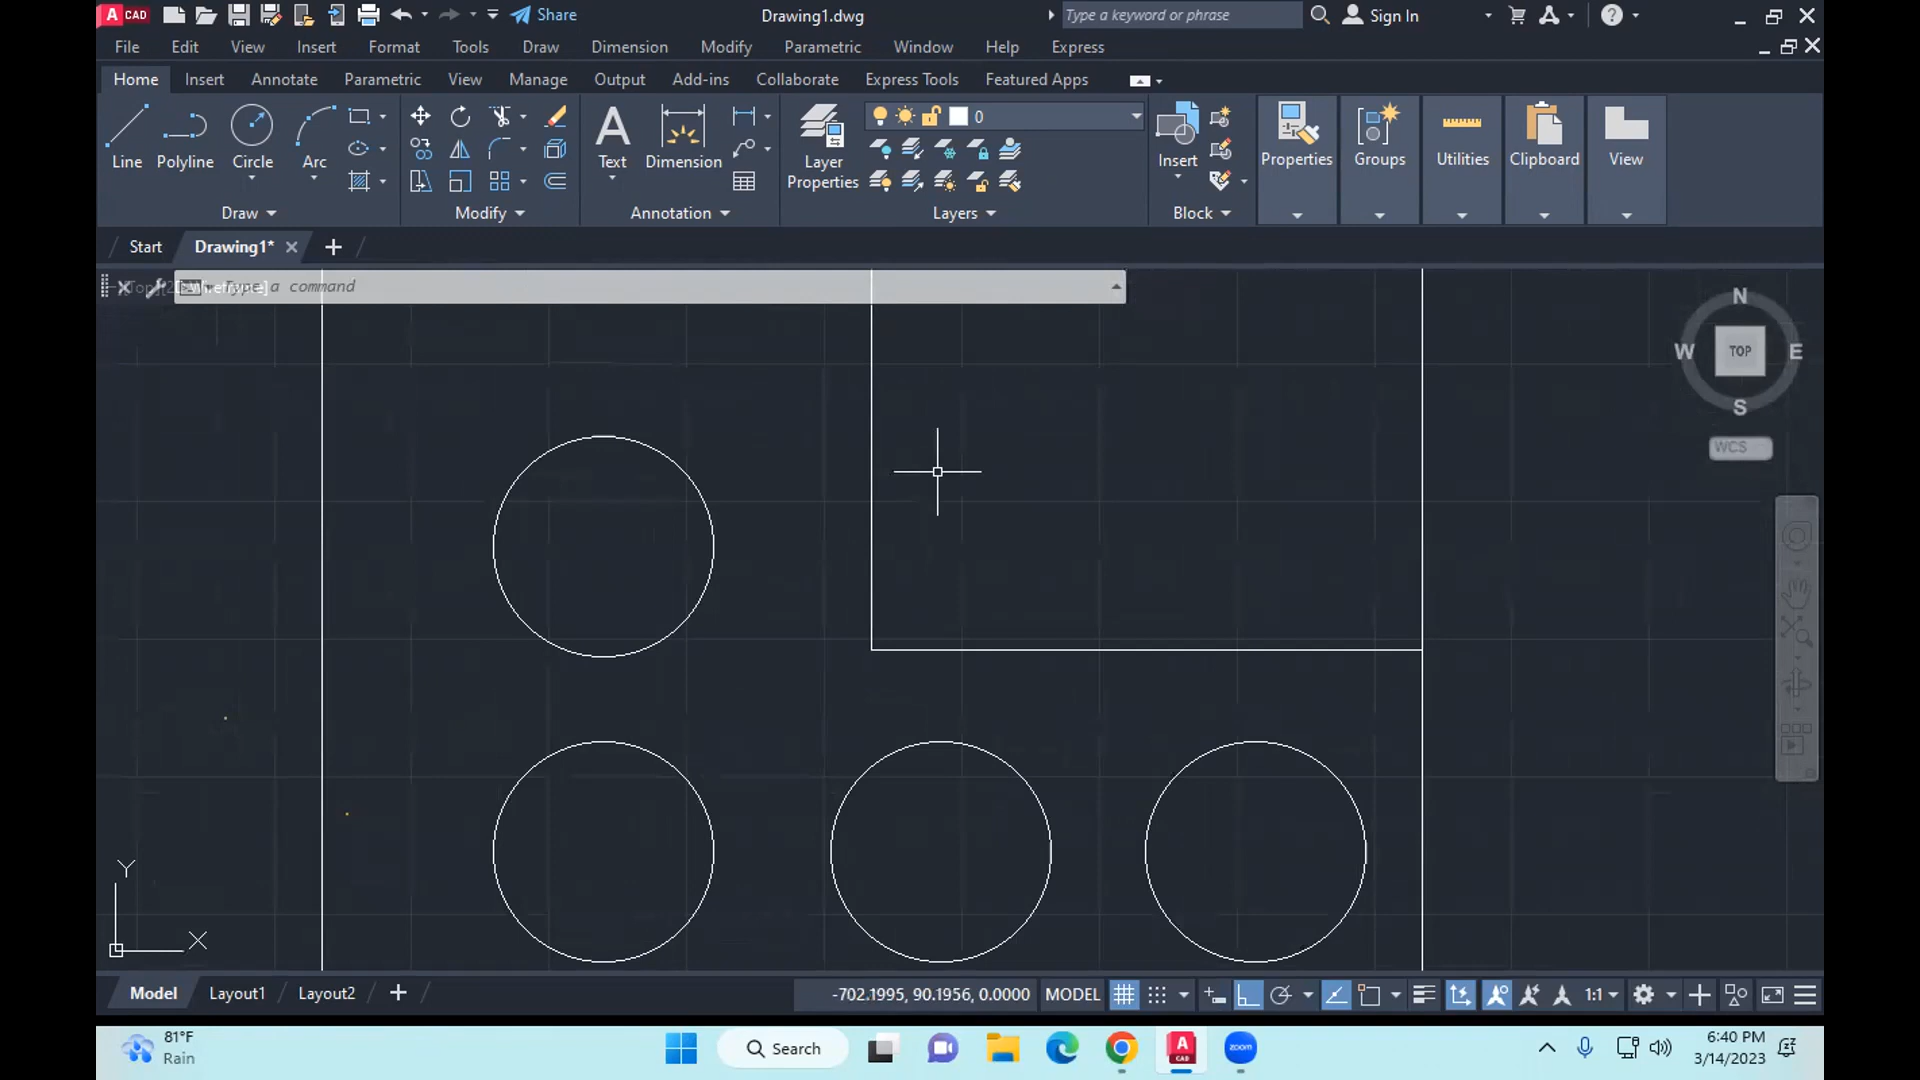 A CAD Share Drawing1.dwg Type a keyword or phrase Sign In
File Edit View Insert Format Tools Draw Dimension Modify Parametric Window Help Express
Home Insert Annotate Parametric View Manage Output Add-ins Collaborate Express Tools Featured Apps
0
Line Polyline Circle Arc Text Dimension Layer Properties Insert Properties Groups Utilities Clipboard View
Draw Modify Annotation Layers Block
Start Drawing1*
Type a command
N
W TOP E
S
WCS
Y
X
Model Layout1 Layout2 -702.1995, 90.1956, 0.0000 MODEL 1:1
81°F
Rain
Search
A CAD
zoom
6:40 PM
3/14/2023